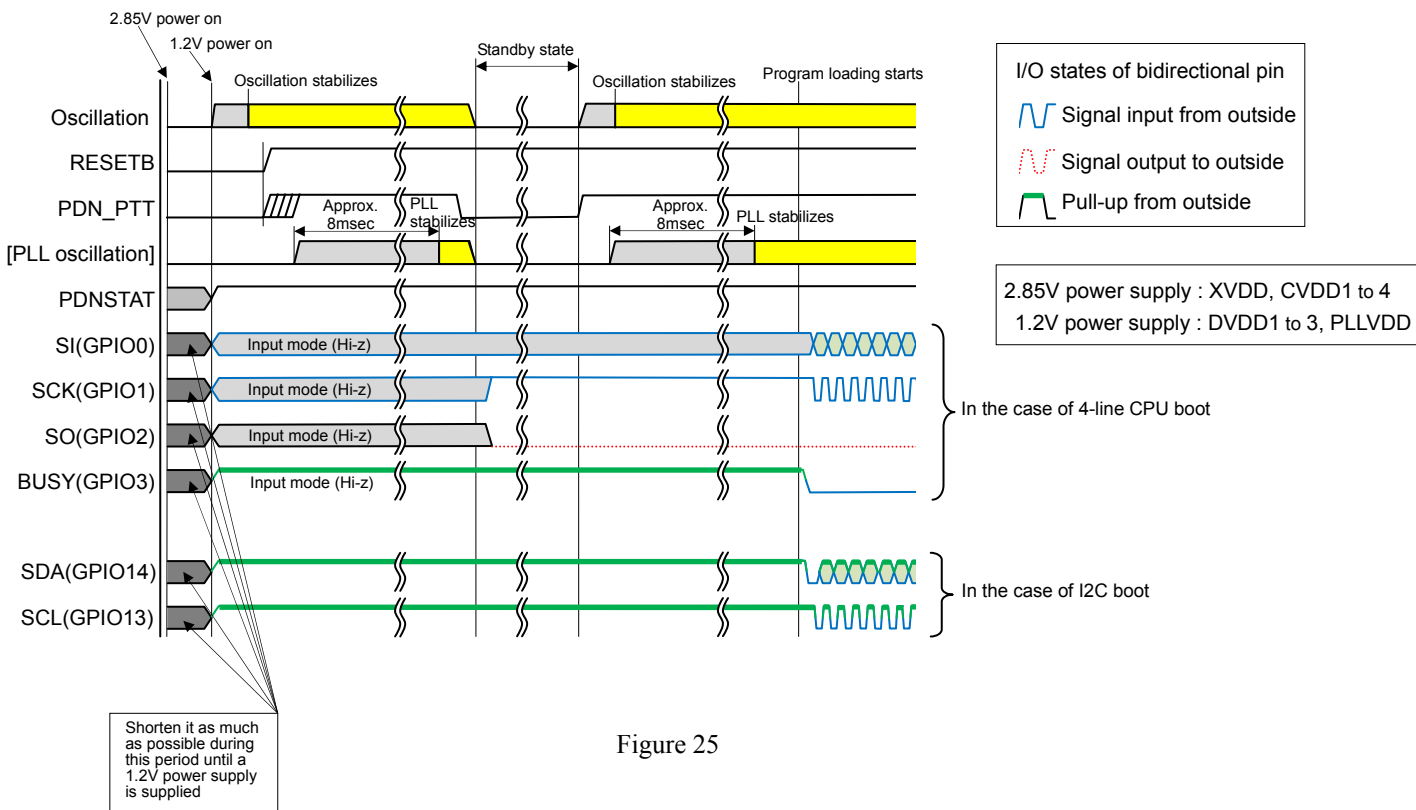 2.85V power on
1.2V power on
Standby state
Oscillation stabilizes
Oscillation stabilizes
Program loading starts
Oscillation
RESETB
PDN_PTT
Approx.
8msec
PLL
stabilizes
Approx.
8msec
PLL stabilizes
[PLL oscillation]
PDNSTAT
SI(GPIO0)
Input mode (Hi-z)
SCK(GPIO1)
Input mode (Hi-z)
SO(GPIO2)
Input mode (Hi-z)
BUSY(GPIO3)
Input mode (Hi-z)
In the case of 4-line CPU boot
SDA(GPIO14)
SCL(GPIO13)
In the case of I2C boot
I/O states of bidirectional pin
Signal input from outside
Signal output to outside
Pull-up from outside
2.85V power supply : XVDD, CVDD1 to 4
1.2V power supply : DVDD1 to 3, PLLVDD
Shorten it as much
as possible during
this period until a
1.2V power supply
is supplied
Figure 25